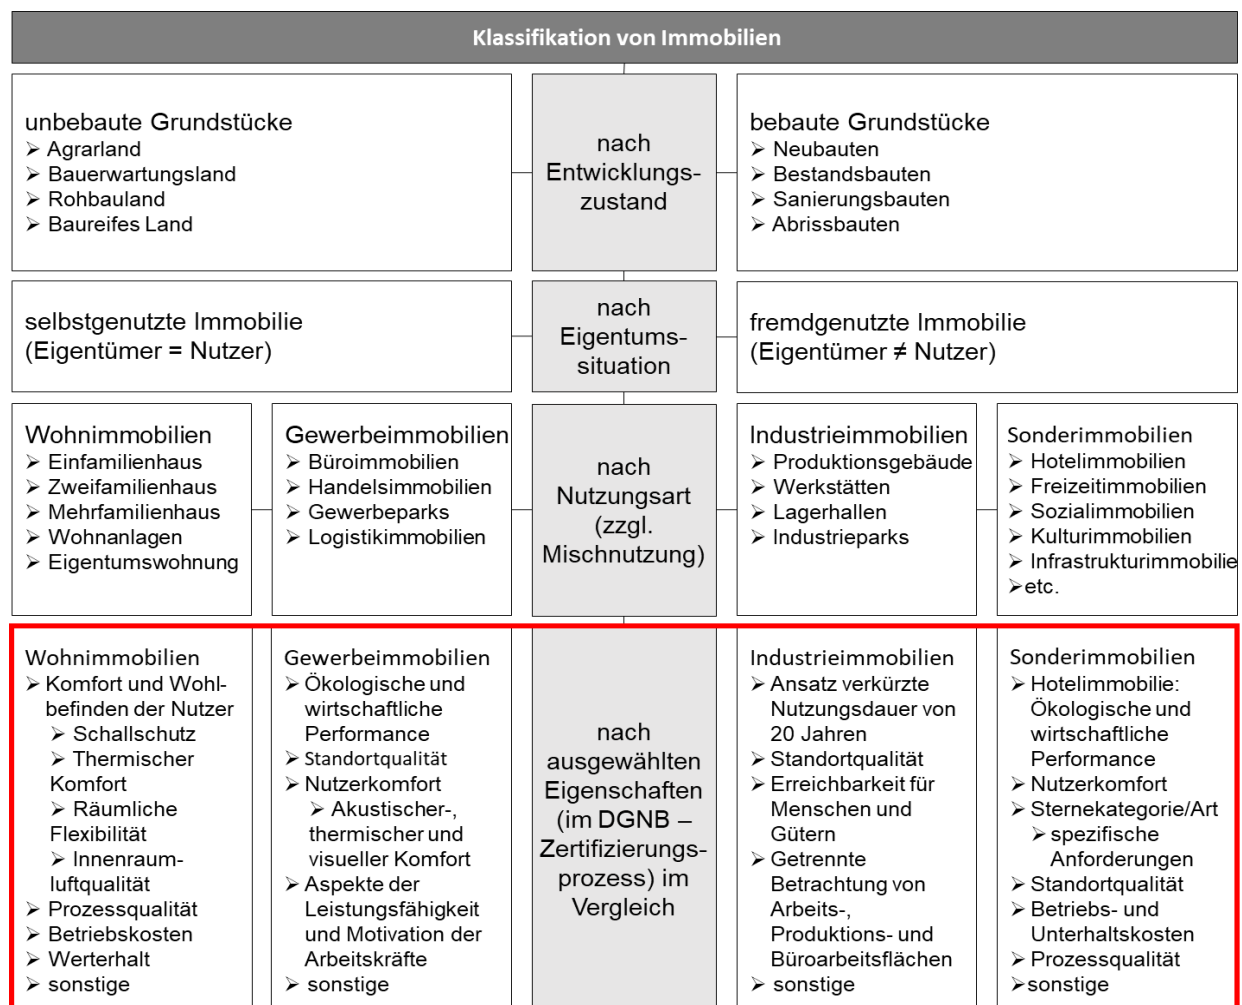 Klassifikation von Immobilien
unbebaute Grundstücke
➢ Agrarland
➢ Bauerwartungsland
➢ Rohbauland
➢ Baureifes Land
nach
Entwicklungs-
zustand
bebaute Grundstücke
➢ Neubauten
➢ Bestandsbauten
➢ Sanierungsbauten
➢ Abrissbauten
selbstgenutzte Immobilie
(Eigentümer = Nutzer)
nach
Eigentums-
situation
fremdgenutzte Immobilie
(Eigentümer ≠ Nutzer)
Wohnimmobilien
➢ Einfamilienhaus
➢ Zweifamilienhaus
➢ Mehrfamilienhaus
➢ Wohnanlagen
➢ Eigentumswohnung
Gewerbeimmobilien
➢ Büroimmobilien
➢ Handelsimmobilien
➢ Gewerbeparks
➢ Logistikimmobilien
nach
Nutzungsart
(zzgl.
Mischnutzung)
Industrieimmobilien
➢ Produktionsgebäude
➢ Werkstätten
➢ Lagerhallen
➢ Industrieparks
Sonderimmobilien
➢ Hotelimmobilien
➢ Freizeitimmobilien
➢ Sozialimmobilien
➢ Kulturimmobilien
➢ Infrastrukturimmobilie
➢etc.
Wohnimmobilien
➢ Komfort und Wohl-
befinden der Nutzer
➢ Schallschutz
➢ Thermischer
Komfort
➢ Räumliche
Flexibilität
➢ Innenraum-
luftqualität
➢ Prozessqualität
➢ Betriebskosten
➢ Werterhalt
➢ sonstige
Gewerbeimmobilien
➢ Ökologische und
wirtschaftliche
Performance
➢ Standortqualität
➢ Nutzerkomfort
➢ Akustischer-,
thermischer und
visueller Komfort
➢ Aspekte der
Leistungsfähigkeit
und Motivation der
Arbeitskräfte
➢ sonstige
nach
ausgewählten
Eigenschaften
(im DGNB –
Zertifizierungs-
prozess) im
Vergleich
Industrieimmobilien
➢ Ansatz verkürzte
Nutzungsdauer von
20 Jahren
➢ Standortqualität
➢ Erreichbarkeit für
Menschen und
Gütern
➢ Getrennte
Betrachtung von
Arbeits-,
Produktions- und
Büroarbeitsflächen
➢ sonstige
Sonderimmobilien
➢ Hotelimmobilie:
Ökologische und
wirtschaftliche
Performance
➢ Nutzerkomfort
➢ Sternekategorie/Art
➢ spezifische
Anforderungen
➢ Standortqualität
➢ Betriebs- und
Unterhaltskosten
➢ Prozessqualität
➢sonstige